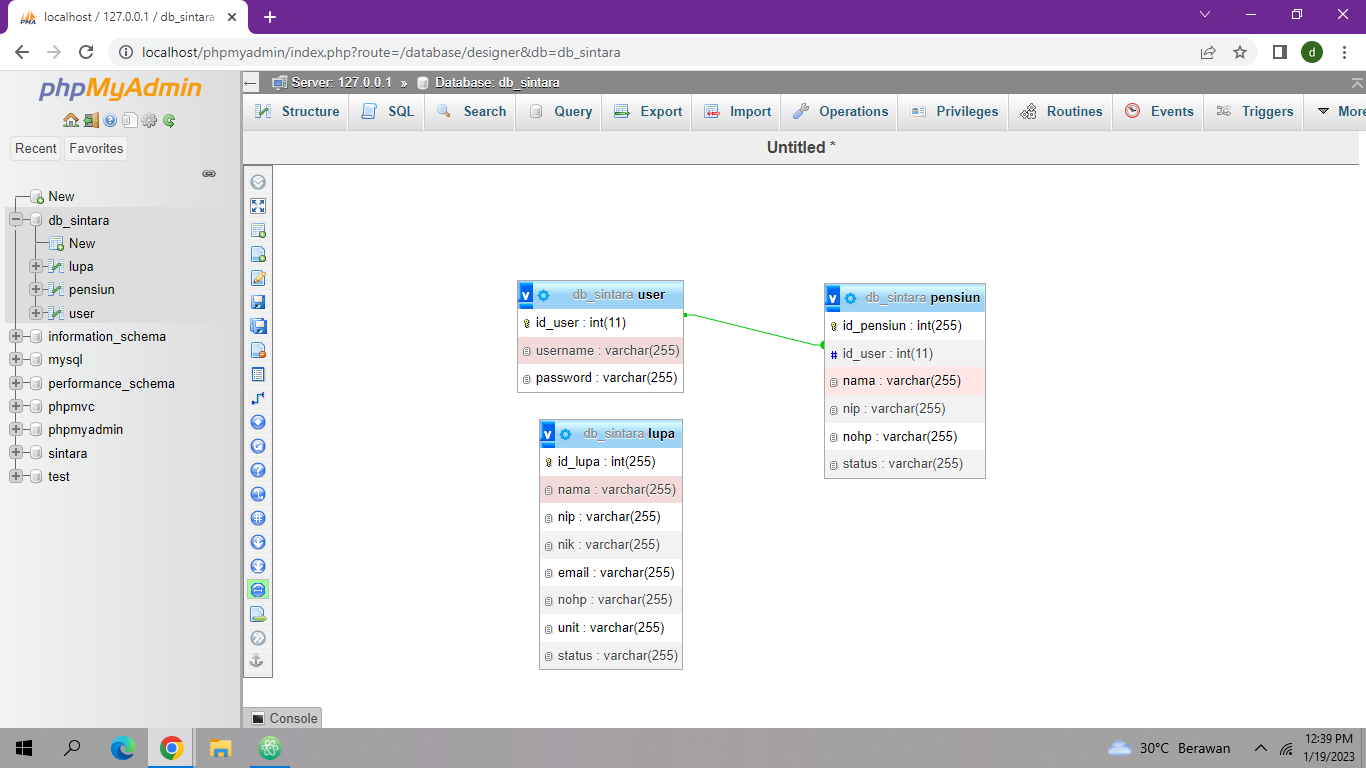 localhost / 127.0.0.1 / db_sintara
localhost/phpmyadmin/index.php?route=/database/designer&db=db_sintara
d
phpMyAdmin
Server: 127.0.0.1 » Database: db_sintara
Structure SQL Search Query Export Import Operations Privileges Routines Events Triggers More
Untitled *
Recent Favorites
New
db_sintara
New
lupa
pensiun
user
information_schema
mysql
performance_schema
phpmvc
phpmyadmin
sintara
test
v db_sintara user
id_user : int(11)
username : varchar(255)
password : varchar(255)
v db_sintara pensiun
id_pensiun : int(255)
# id_user : int(11)
nama : varchar(255)
nip : varchar(255)
nohp : varchar(255)
status : varchar(255)
v db_sintara lupa
id_lupa : int(255)
nama : varchar(255)
nip : varchar(255)
nik : varchar(255)
email : varchar(255)
nohp : varchar(255)
unit : varchar(255)
status : varchar(255)
Console
30°C Berawan
12:39 PM
1/19/2023